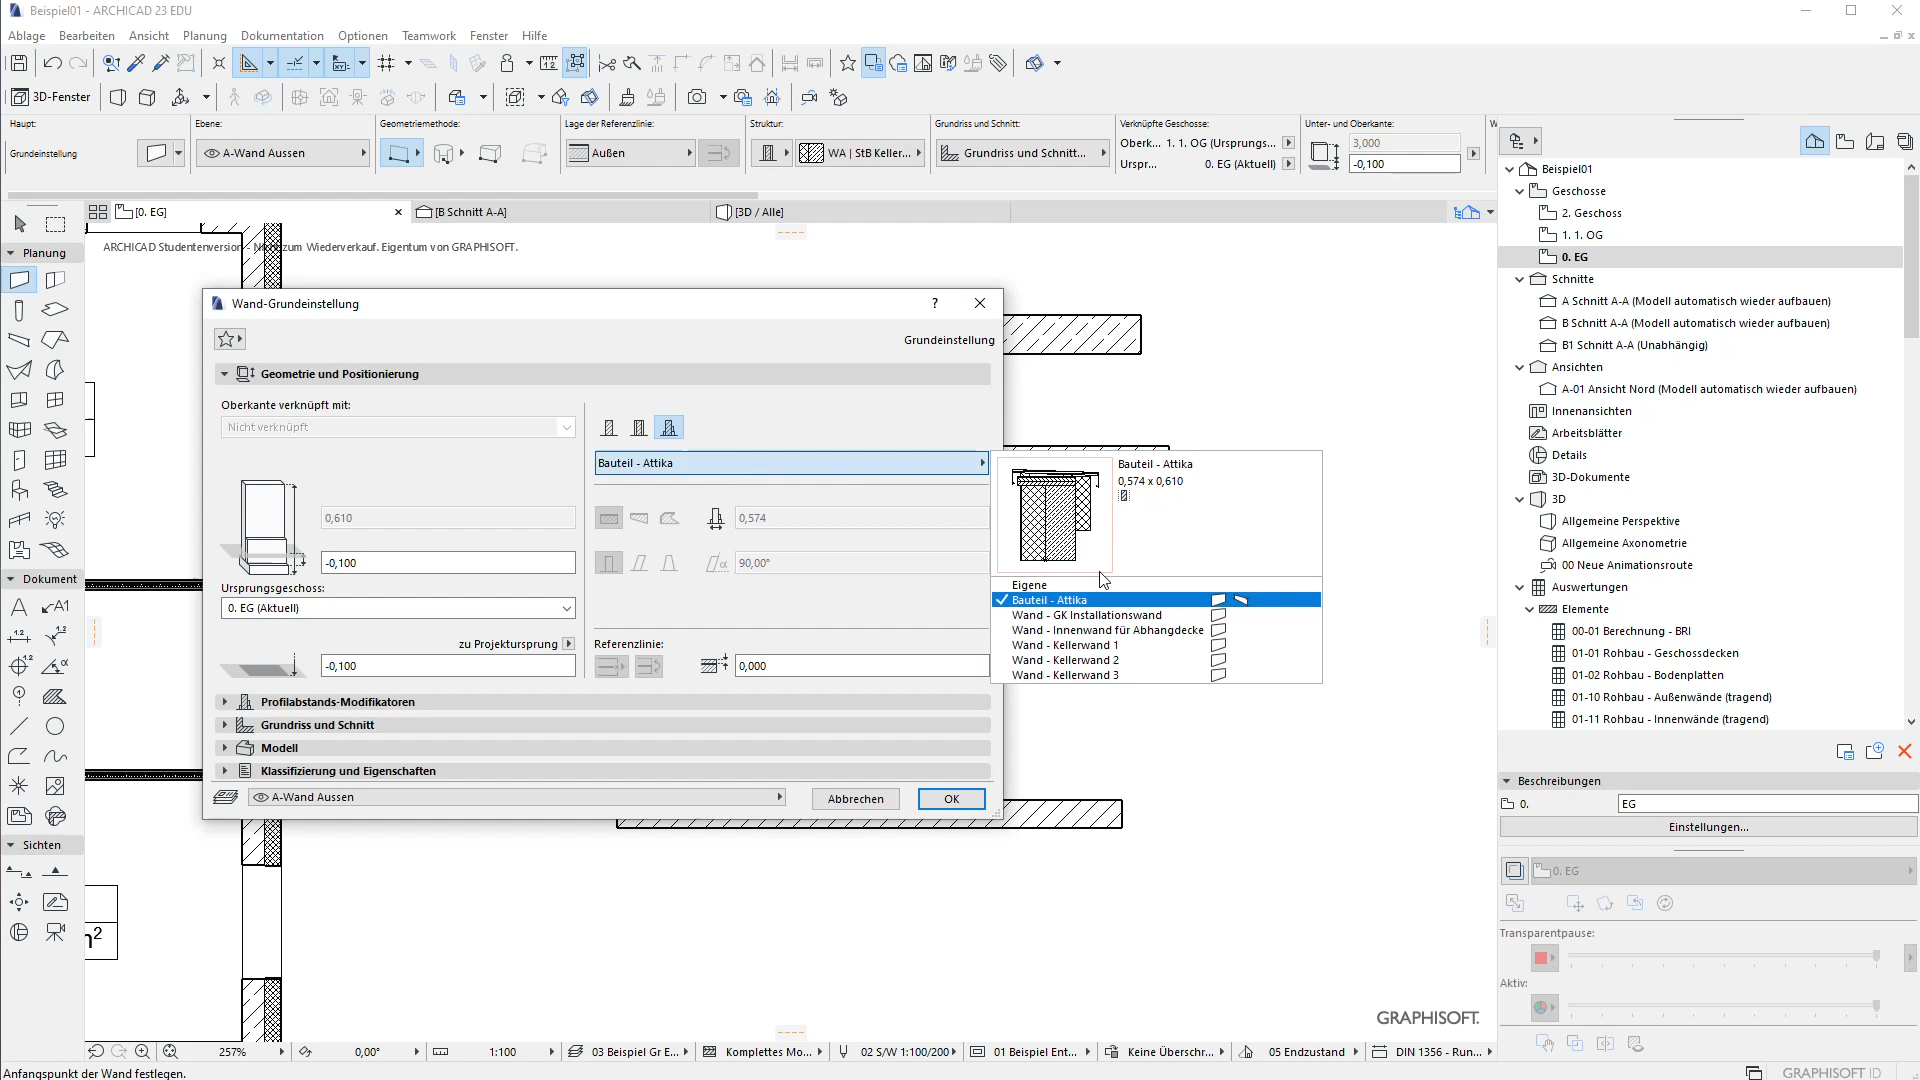 Beispiel01 - ARCHICAD 23 EDU
Ablage Bearbeiten Ansicht Planung Dokumentation Optionen Teamwork Fenster Hilfe
3D-Fenster
Haupt: Ebene: Geometriemethode: Lage der Referenzlinie: Struktur: Grundriss und Schnitt: Verknüpfte Geschosse: Unter- und Oberkante: W
Grundeinstellung A-Wand Aussen Außen WA | StB Keller... Grundriss und Schnitt...
Oberk... 1. 1. OG (Ursprungs... 3,000
Urspr... 0. EG (Aktuell) -0,100
[0. EG] [B Schnitt A-A] [3D / Alle]
ARCHICAD Studentenversion - Nicht zum Wiederverkauf. Eigentum von GRAPHISOFT.
Planung
Dokument
A A1
1.2
1.2
1.2
1
Sichten
m²
Wand-Grundeinstellung ?
Grundeinstellung
Geometrie und Positionierung
Oberkante verknüpft mit:
Nicht verknüpft
Bauteil - Attika
0,610 0,574
-0,100 90,00°
Ursprungsgeschoss:
0. EG (Aktuell)
zu Projektursprung Referenzlinie:
-0,100 0,000
Profilabstands-Modifikatoren
Grundriss und Schnitt
Modell
Klassifizierung und Eigenschaften
A-Wand Aussen Abbrechen OK
Bauteil - Attika
0,574 x 0,610
Eigene
Bauteil - Attika
Wand - GK Installationswand
Wand - Innenwand für Abhangdecke
Wand - Kellerwand 1
Wand - Kellerwand 2
Wand - Kellerwand 3
Beispiel01
Geschosse
2. Geschoss
1. 1. OG
0. EG
Schnitte
A Schnitt A-A (Modell automatisch wieder aufbauen)
B Schnitt A-A (Modell automatisch wieder aufbauen)
B1 Schnitt A-A (Unabhängig)
Ansichten
A-01 Ansicht Nord (Modell automatisch wieder aufbauen)
Innenansichten
Arbeitsblätter
Details
3D-Dokumente
3D
Allgemeine Perspektive
Allgemeine Axonometrie
00 Neue Animationsroute
Auswertungen
Elemente
00-01 Berechnung - BRI
01-01 Rohbau - Geschossdecken
01-02 Rohbau - Bodenplatten
01-10 Rohbau - Außenwände (tragend)
01-11 Rohbau - Innenwände (tragend)
Beschreibungen
0. EG
Einstellungen...
0. EG
Transparentpause:
Aktiv:
GRAPHISOFT.
257% 0,00° 1:100 03 Beispiel Gr E... Komplettes Mo... 02 S/W 1:100/200 01 Beispiel Ent... Keine Überschr... 05 Endzustand DIN 1356 - Run...
Anfangspunkt der Wand festlegen. GRAPHISOFT ID